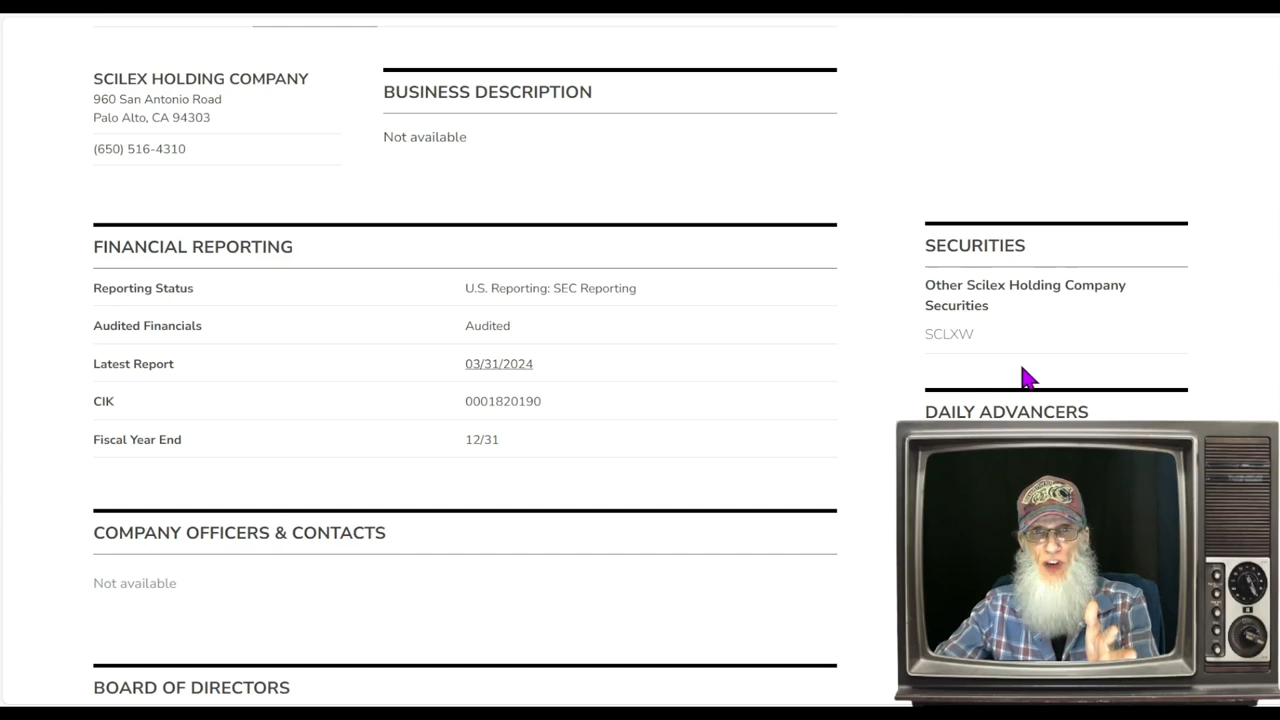 SCILEX HOLDING COMPANY
960 San Antonio Road
Palo Alto, CA 94303
(650) 516-4310
BUSINESS DESCRIPTION
Not available
FINANCIAL REPORTING
Reporting Status U.S. Reporting: SEC Reporting
Audited Financials Audited
Latest Report 03/31/2024
CIK 0001820190
Fiscal Year End 12/31
COMPANY OFFICERS & CONTACTS
Not available
BOARD OF DIRECTORS
SECURITIES
Other Scilex Holding Company
Securities
SCLXW
DAILY ADVANCERS